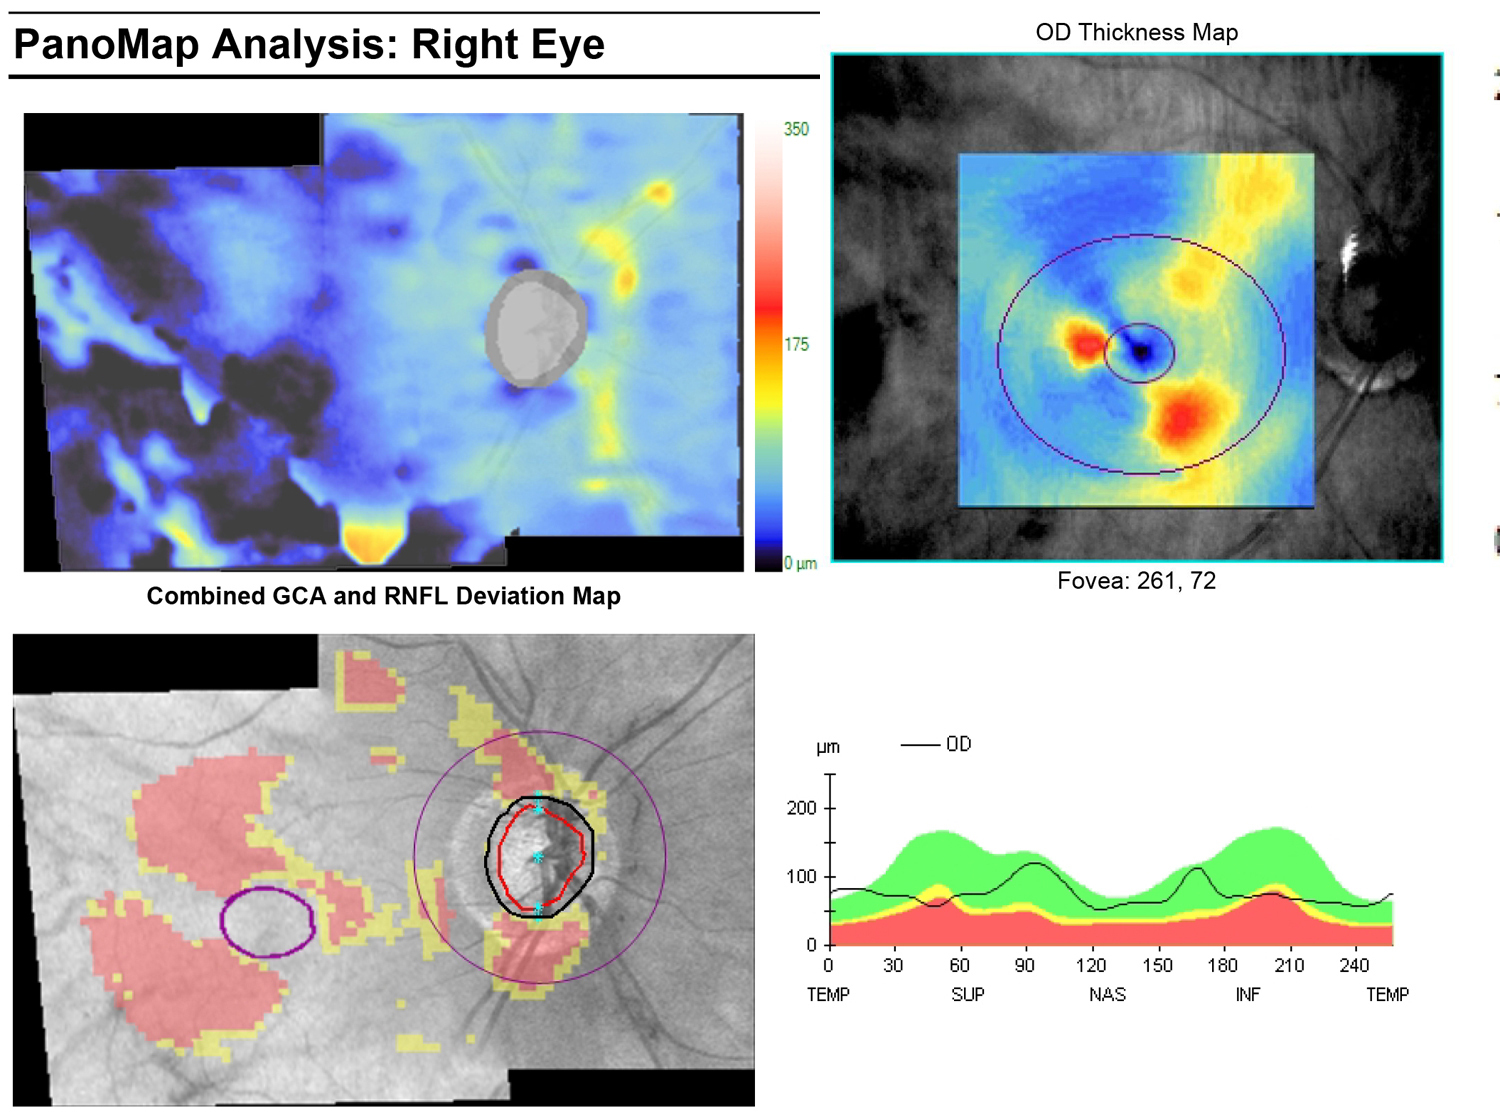 PanoMap Analysis: Right Eye
OD Thickness Map
350
175
0 µm
Fovea: 261, 72
Combined GCA and RNFL Deviation Map
µm
OD
200
100
0
0 30 60 90 120 150 180 210 240
TEMP SUP NAS INF TEMP